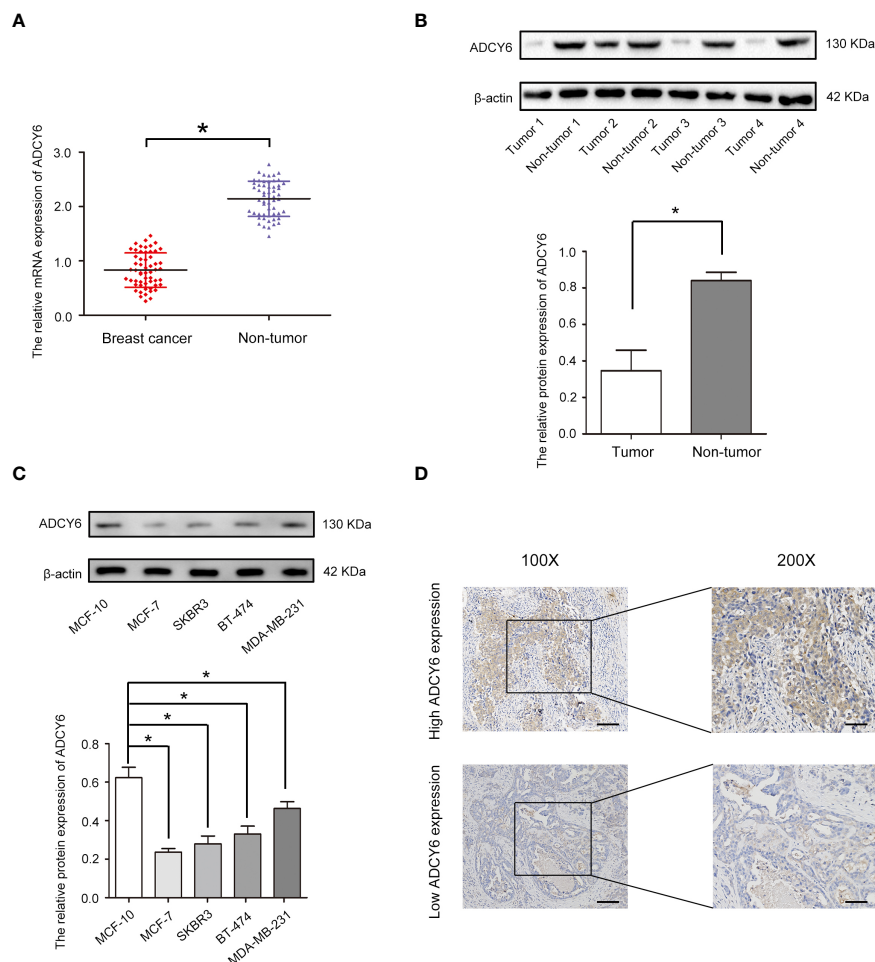 A
The relative mRNA expression of ADCY6
*
3.0
2.0
1.0
0.0
Breast cancer
Non-tumor
B
ADCY6
130 KDa
β-actin
42 KDa
Tumor 1
Non-tumor 1
Tumor 2
Non-tumor 2
Tumor 3
Non-tumor 3
Tumor 4
Non-tumor 4
The relative protein expression of ADCY6
*
1.0
0.8
0.6
0.4
0.2
0.0
Tumor
Non-tumor
C
ADCY6
130 KDa
β-actin
42 KDa
MCF-10
MCF-7
SKBR3
BT-474
MDA-MB-231
The relative protein expression of ADCY6
*
*
*
*
0.8
0.6
0.4
0.2
0.0
MCF-10
MCF-7
SKBR3
BT-474
MDA-MB-231
D
100X
200X
High ADCY6 expression
Low ADCY6 expression